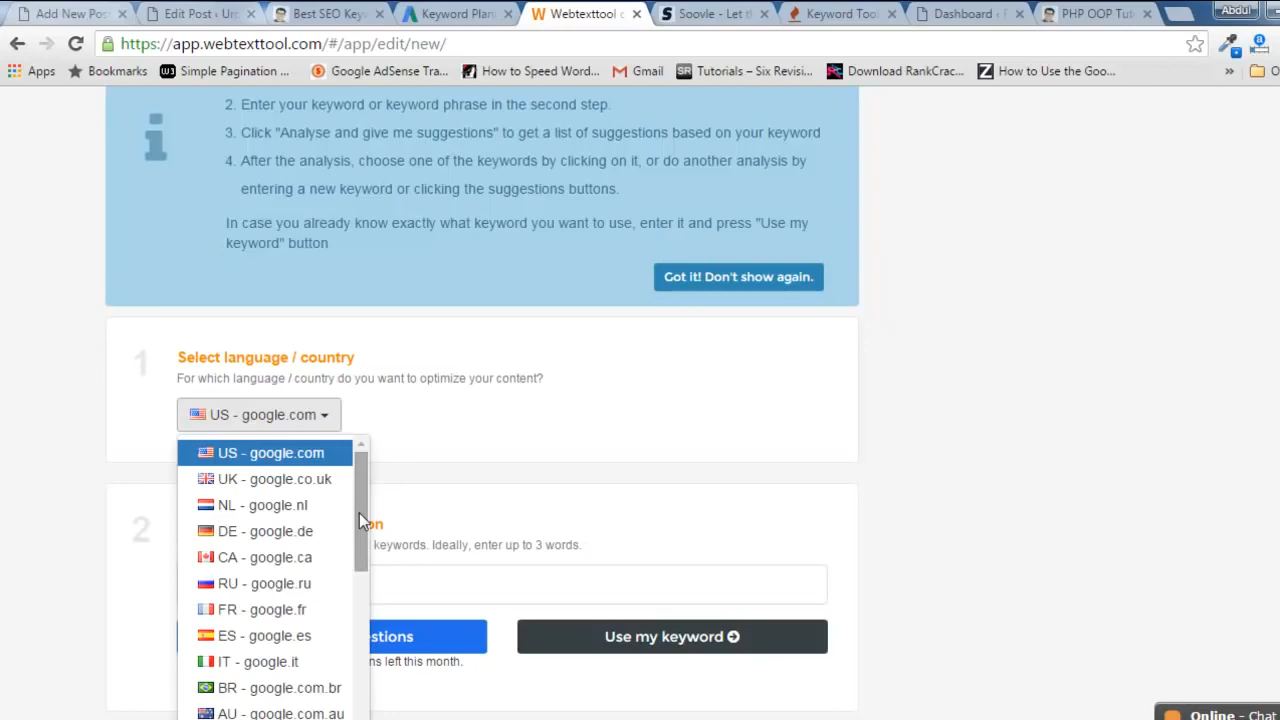 Add New Post
Edit Post ‹ Ur
Best SEO Key
Keyword Plan
Webtexttool c
Soovle - Let t
Keyword Tool
Dashboard ‹ F
PHP OOP Tut
Abdul
https://app.webtexttool.com/#/app/edit/new/
Apps
Bookmarks
Simple Pagination ...
Google AdSense Tra...
How to Speed Word...
Gmail
Tutorials – Six Revisi...
Download RankCrac...
How to Use the Goo...
»
2. Enter your keyword or keyword phrase in the second step.
3. Click "Analyse and give me suggestions" to get a list of suggestions based on your keyword
4. After the analysis, choose one of the keywords by clicking on it, or do another analysis by
entering a new keyword or clicking the suggestions buttons.
In case you already know exactly what keyword you want to use, enter it and press "Use my
keyword" button
Got it! Don't show again.
1
Select language / country
For which language / country do you want to optimize your content?
US - google.com
US - google.com
UK - google.co.uk
NL - google.nl
2
on
DE - google.de
keywords. Ideally, enter up to 3 words.
CA - google.ca
RU - google.ru
FR - google.fr
ES - google.es
stions
Use my keyword
IT - google.it
ns left this month.
BR - google.com.br
AU - google.com.au
Online - Chat